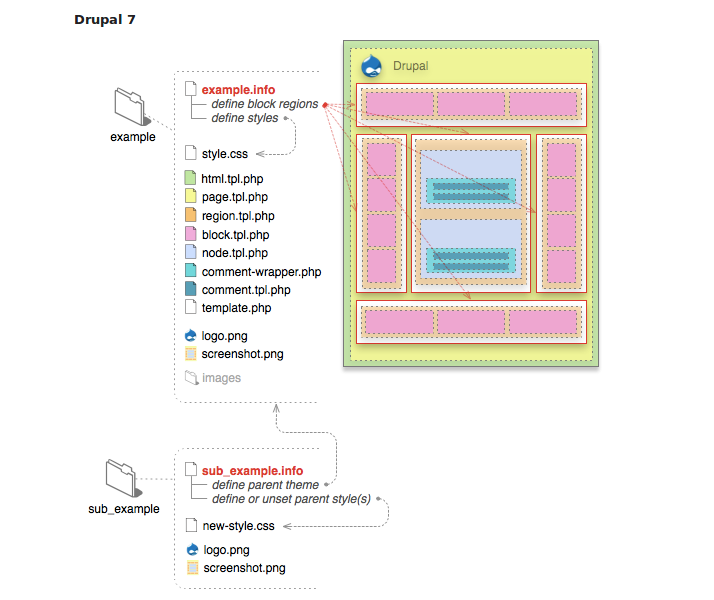 Drupal 7
Drupal
example
example.info
define block regions
define styles
style.css
html.tpl.php
page.tpl.php
region.tpl.php
block.tpl.php
node.tpl.php
comment-wrapper.php
comment.tpl.php
template.php
logo.png
screenshot.png
images
sub_example
sub_example.info
define parent theme
define or unset parent style(s)
new-style.css
logo.png
screenshot.png